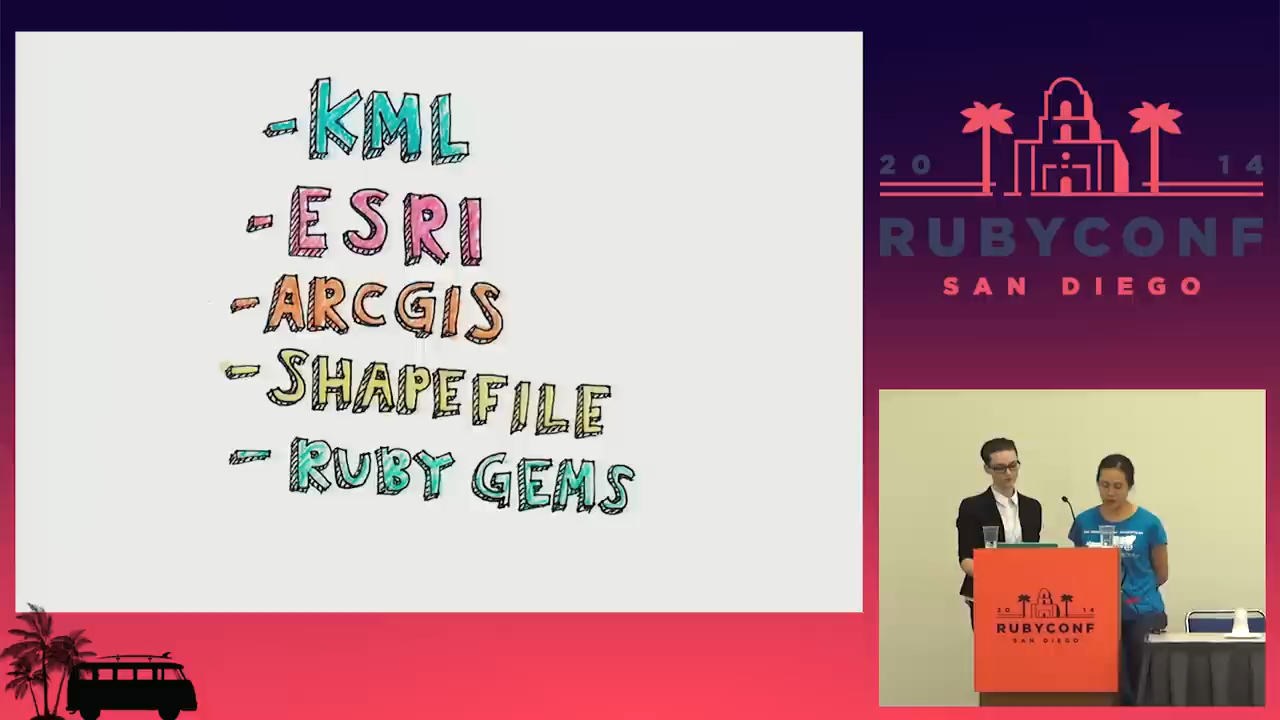 - KML
- ESRI
- ARCGIS
- SHAPEFILE
- RUBY GEMS
20 14
RUBYCONF
SAN DIEGO
20 14
RUBYCONF
SAN DIEGO